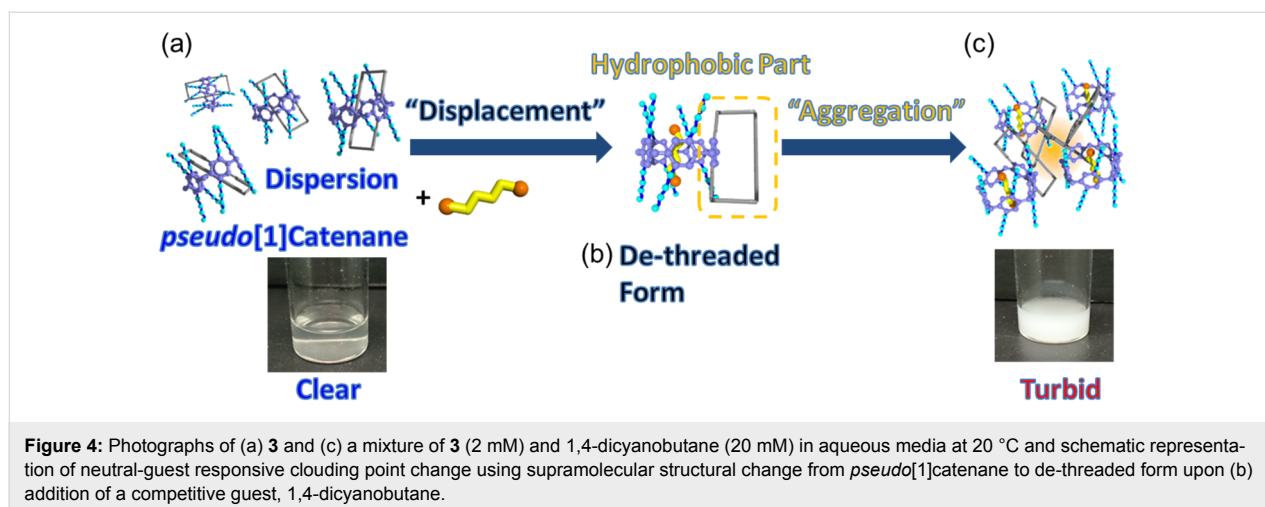 (a)
(c)
Hydrophobic Part
“Displacement”
“Aggregation”
Dispersion
+
pseudo[1]Catenane
(b) De-threaded
Form
Clear
Turbid
Figure 4: Photographs of (a) 3 and (c) a mixture of 3 (2 mM) and 1,4-dicyanobutane (20 mM) in aqueous media at 20 °C and schematic representa-
tion of neutral-guest responsive clouding point change using supramolecular structural change from pseudo[1]catenane to de-threaded form upon (b)
addition of a competitive guest, 1,4-dicyanobutane.